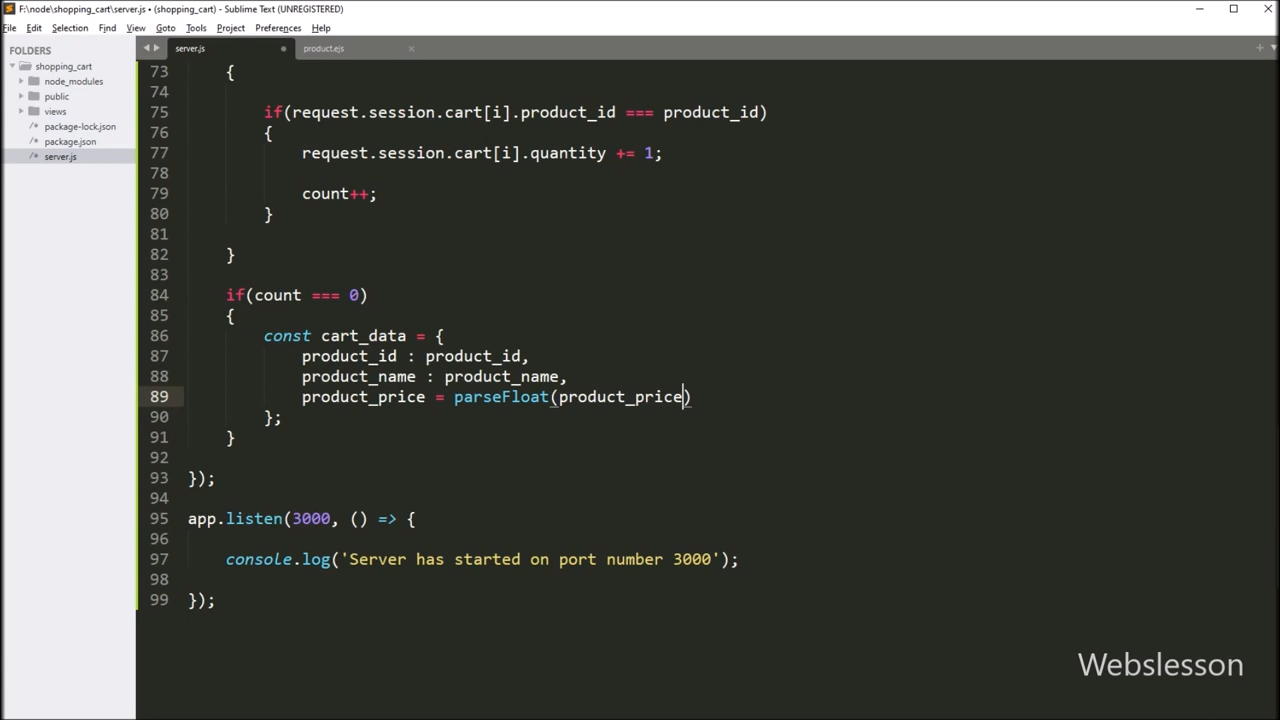 F:\node\shopping_cart\server.js • (shopping_cart) - Sublime Text (UNREGISTERED)
File Edit Selection Find View Goto Tools Project Preferences Help
FOLDERS
shopping_cart
node_modules
public
views
package-lock.json
package.json
server.js
server.js product.ejs
73 {
74
75 if(request.session.cart[i].product_id === product_id)
76 {
77 request.session.cart[i].quantity += 1;
78
79 count++;
80 }
81
82 }
83
84 if(count === 0)
85 {
86 const cart_data = {
87 product_id : product_id,
88 product_name : product_name,
89 product_price = parseFloat(product_price)
90 };
91 }
92
93 });
94
95 app.listen(3000, () => {
96
97 console.log('Server has started on port number 3000');
98
99 });
Webslesson